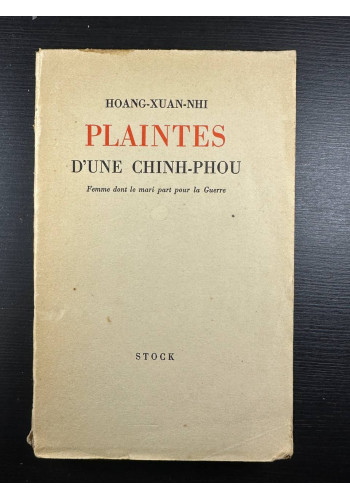 HOANG-XUAN-NHI
PLAINTES
D'UNE CHINH-PHOU
Femme dont le mari part pour la Guerre
STOCK